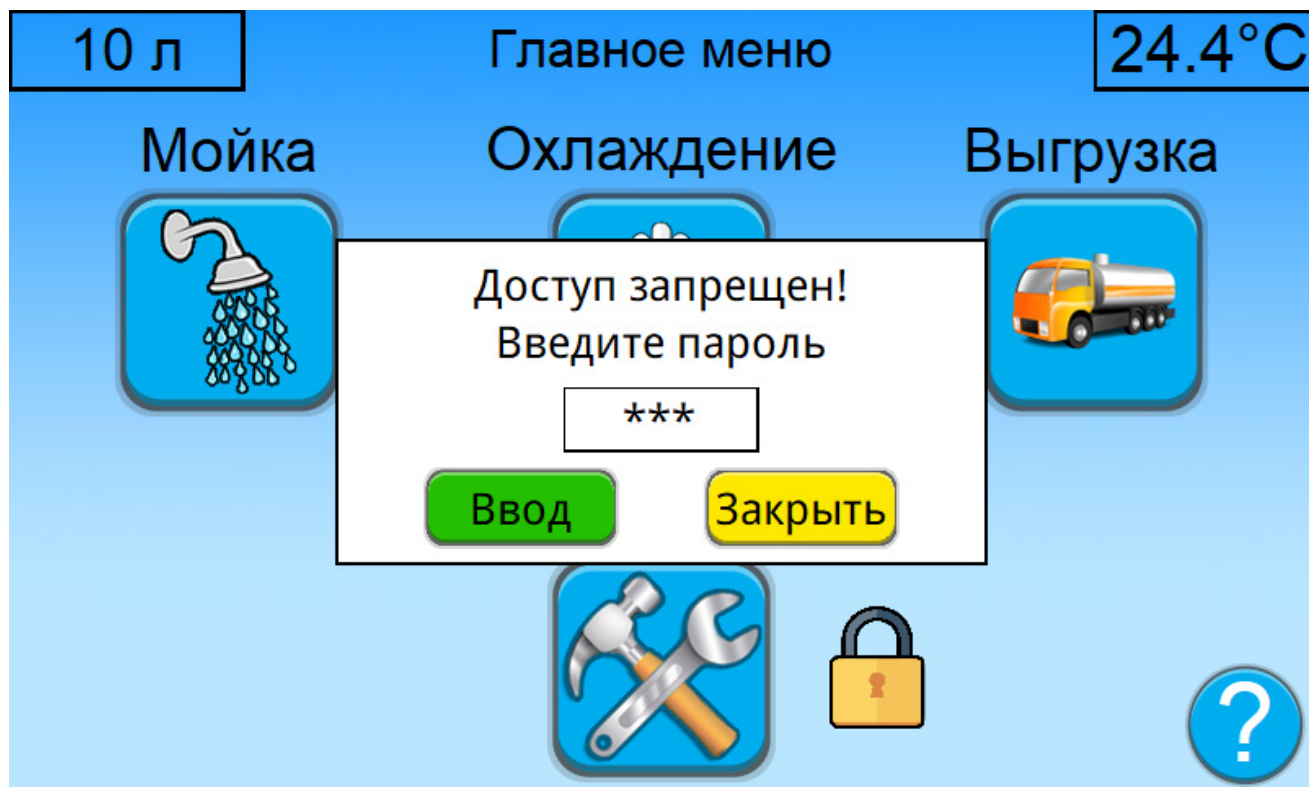 10 л
Главное меню
24.4°C
Мойка
Охлаждение
Выгрузка
Доступ запрещен!
Введите пароль
***
Ввод
Закрыть
?